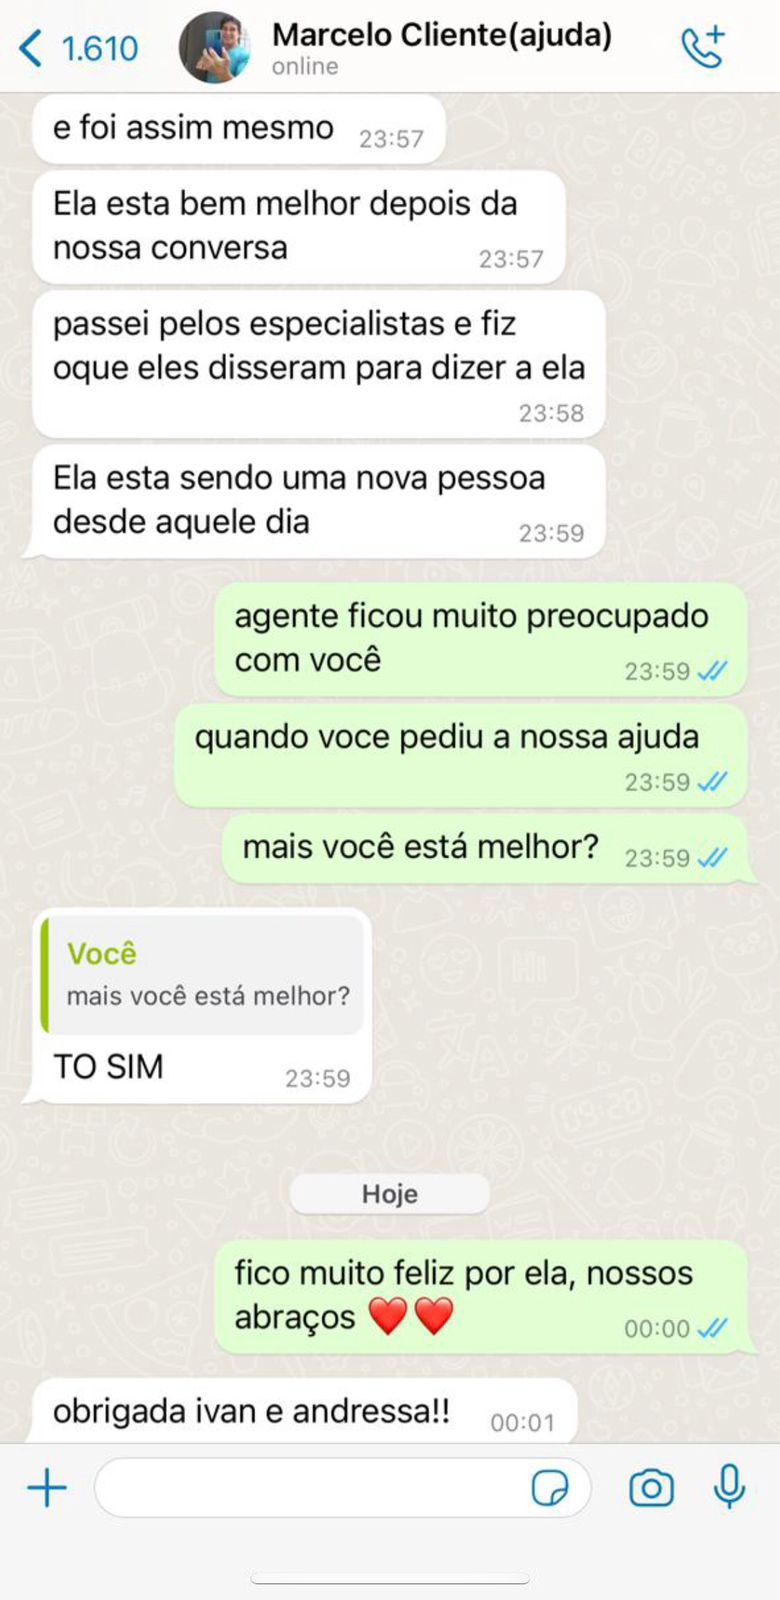 1.610
Marcelo Cliente(ajuda)
online
e foi assim mesmo 23:57
Ela esta bem melhor depois da
nossa conversa 23:57
passei pelos especialistas e fiz
oque eles disseram para dizer a ela
23:58
Ela esta sendo uma nova pessoa
desde aquele dia 23:59
agente ficou muito preocupado
com você 23:59
quando voce pediu a nossa ajuda
23:59
mais você está melhor? 23:59
Você
mais você está melhor?
TO SIM 23:59
Hoje
fico muito feliz por ela, nossos
abraços ❤️❤️ 00:00
obrigada ivan e andressa!! 00:01